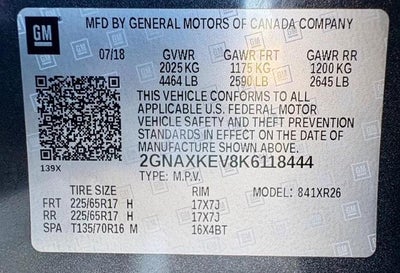 GM
MFD BY GENERAL MOTORS OF CANADA COMPANY
07/18 GVWR GAWR FRT GAWR RR
2025 KG 1175 KG 1200 KG
4464 LB 2590 LB 2645 LB
THIS VEHICLE CONFORMS TO ALL
APPLICABLE U.S. FEDERAL MOTOR
VEHICLE SAFETY AND THEFT PREVENTION
STANDARDS IN EFFECT ON THE DATE OF
MANUFACTURE SHOWN ABOVE.
139X
2GNAXKEV8K6118444
TYPE: M.P.V.
TIRE SIZE RIM MODEL: 841XR26
FRT 225/65R17 H 17X7J
RR 225/65R17 H 17X7J
SPA T135/70R16 M 16X4BT